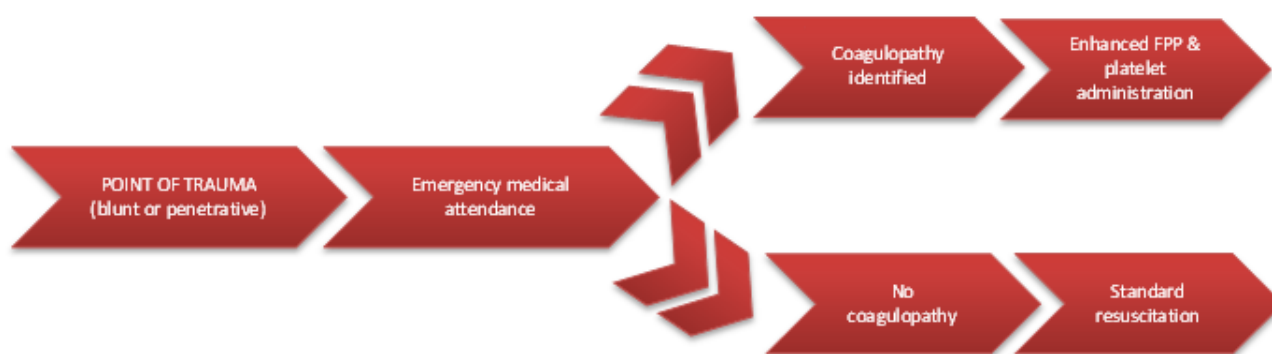 POINT OF TRAUMA
(blunt or penetrative)
Emergency medical
attendance
Coagulopathy
identified
Enhanced FPP &
platelet
administration
No
coagulopathy
Standard
resuscitation